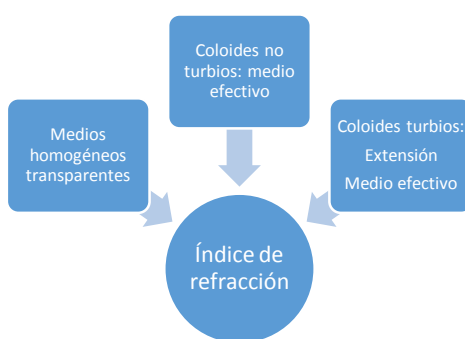 Coloides no
turbios: medio
efectivo
Medios
homogéneos
transparentes
Coloides turbios:
Extensión
Medio efectivo
Índice de
refracción